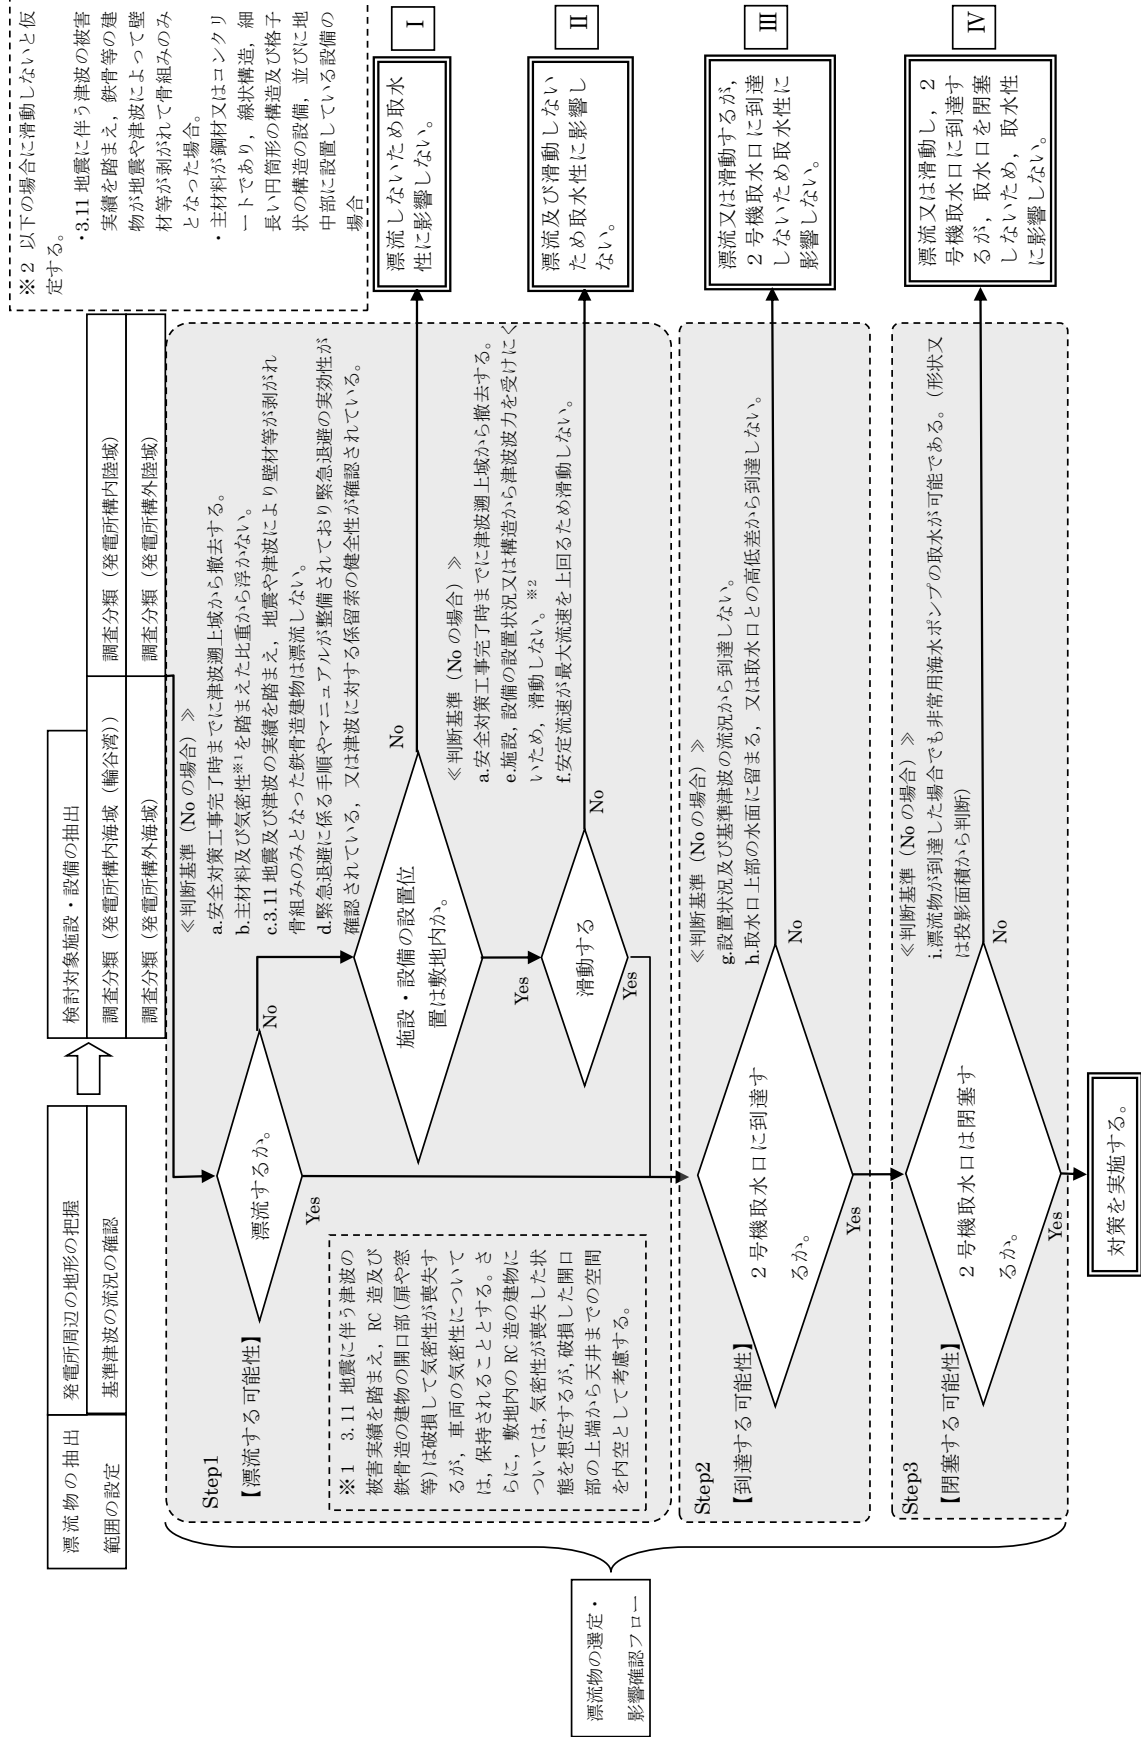 漂流物の抽出
範囲の設定
発電所周辺の地形の把握
基準津波の流況の確認
検討対象施設・設備の抽出
調査分類（発電所構内海域（輪谷湾））
調査分類（発電所構内陸域）
調査分類（発電所構外海域）
調査分類（発電所構外陸域）
漂流物の選定・
影響確認フロー
Step1
【漂流する可能性】
漂流するか。
Yes
No
※１　3.11 地震に伴う津波の
被害実績を踏まえ，RC 造及び
鉄骨造の建物の開口部（扉や窓
等）は破損して気密性が喪失す
るが，車両の気密性について
は，保持されることとする。さ
らに，敷地内の RC 造の建物に
ついては，気密性が喪失した状
態を想定するが，破損した開口
部の上端から天井までの空間
を内空として考慮する。
≪判断基準（No の場合）≫
a.安全対策工事完了時までに津波遡上域から撤去する。
b.主材料及び気密性※1 を踏まえた比重から浮かない。
c.3.11 地震及び津波の実績を踏まえ，地震や津波により壁材等が剥がれ
骨組みのみとなった鉄骨造建物は漂流しない。
d.緊急退避に係る手順やマニュアルが整備されており緊急退避の実効性が
確認されている，又は津波に対する係留索の健全性が確認されている。
施設・設備の設置位
置は敷地内か。
Yes
No
漂流しないため取水
性に影響しない。
Ⅰ
≪判断基準（No の場合）≫
a.安全対策工事完了時までに津波遡上域から撤去する。
e.施設，設備の設置状況又は構造から津波波力を受けにく
いため，滑動しない。※2
f.安定流速が最大流速を上回るため滑動しない。
滑動する
Yes
No
漂流及び滑動しない
ため取水性に影響し
ない。
Ⅱ
※２ 以下の場合に滑動しないと仮
定する。
・3.11 地震に伴う津波の被害
実績を踏まえ，鉄骨等の建
物が地震や津波によって壁
材等が剥がれて骨組みのみ
となった場合。
・主材料が鋼材又はコンクリ
ートであり，線状構造，細
長い円筒形の構造及び格子
状の構造の設備，並びに地
中部に設置している設備の
場合
Step2
【到達する可能性】
２号機取水口に到達す
るか。
Yes
No
≪判断基準（No の場合）≫
g.設置状況及び基準津波の流況から到達しない。
h.取水口上部の水面に留まる，又は取水口との高低差から到達しない。
漂流又は滑動するが，
２号機取水口に到達
しないため取水性に
影響しない。
Ⅲ
Step3
【閉塞する可能性】
２号機取水口は閉塞す
るか。
Yes
No
≪判断基準（No の場合）≫
i.漂流物が到達した場合でも非常用海水ポンプの取水が可能である。（形状又
は投影面積から判断）
漂流又は滑動し，２
号機取水口に到達す
るが，取水口を閉塞
しないため，取水性
に影響しない。
Ⅳ
対策を実施する。